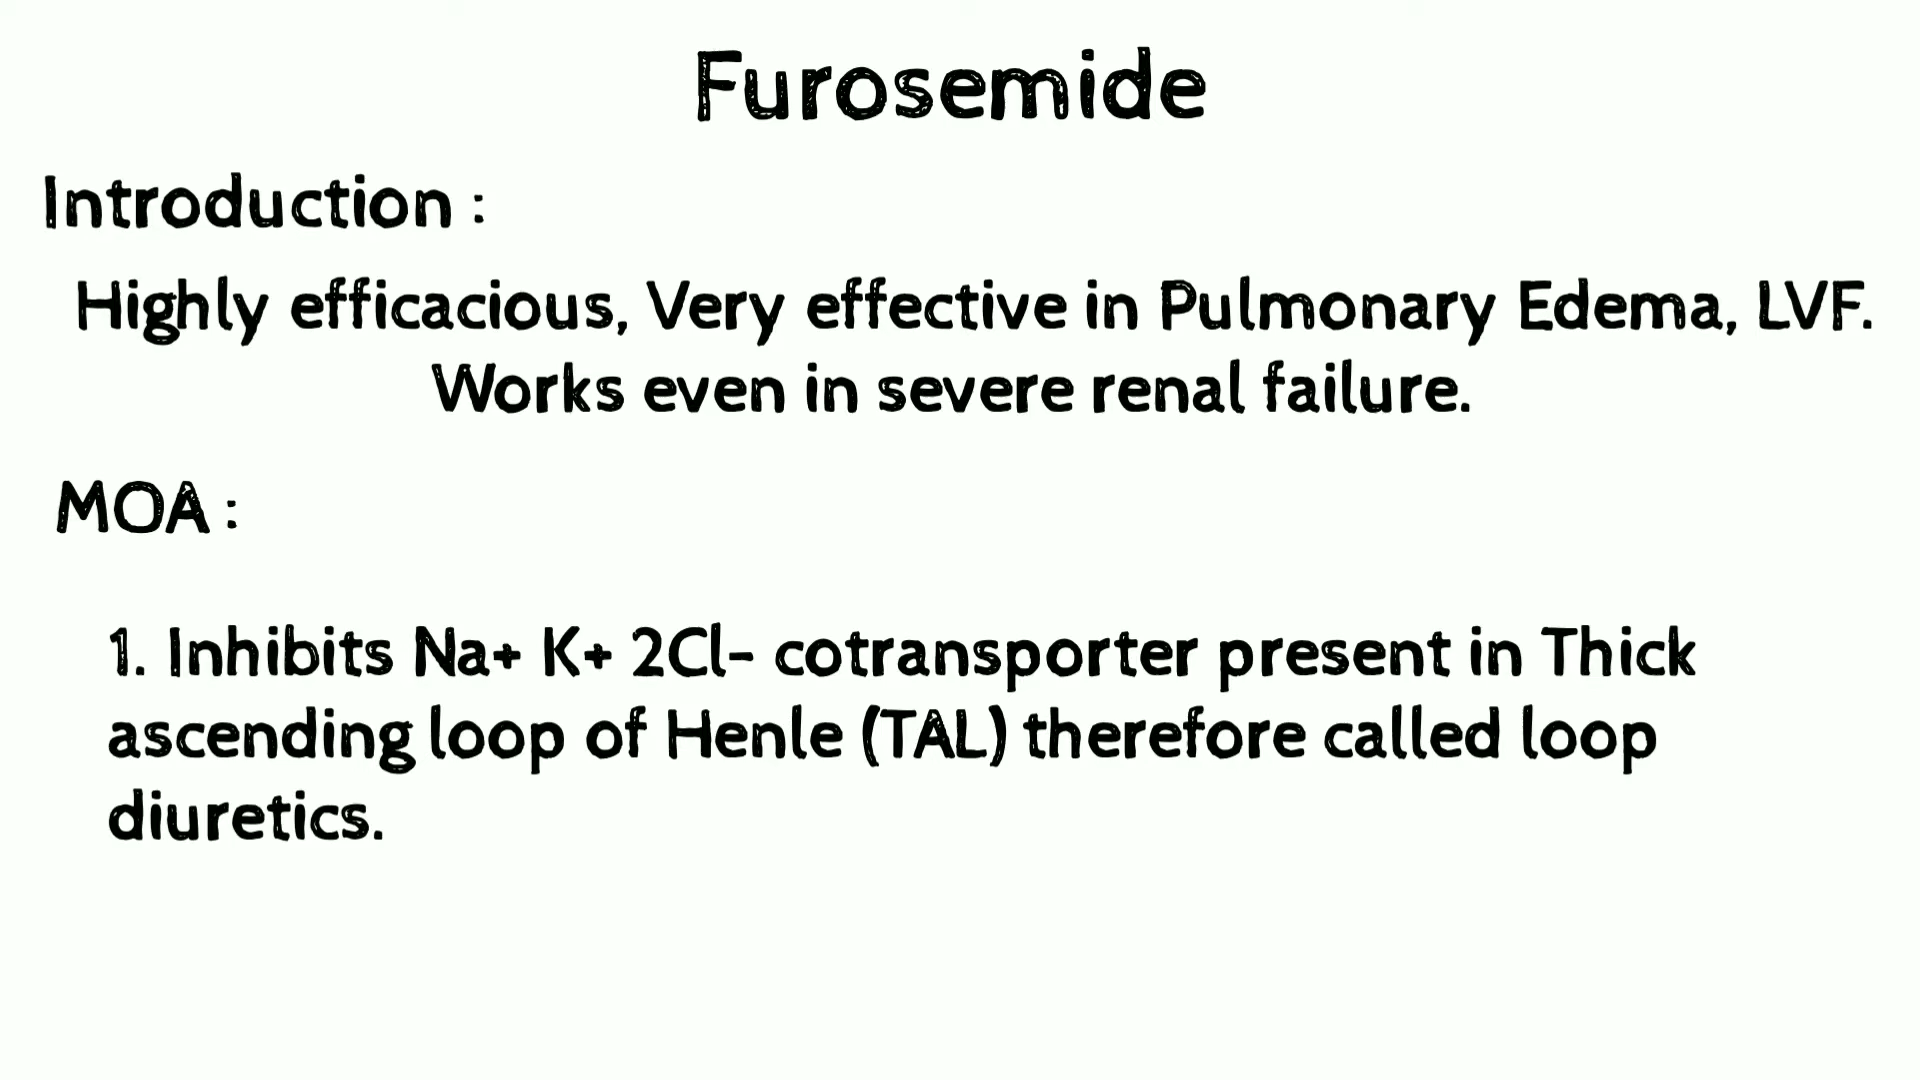 Furosemide
Introduction :
Highly efficacious, Very effective in Pulmonary Edema, LVF.
Works even in severe renal failure.
MOA :
1. Inhibits Na+ K+ 2Cl- cotransporter present in Thick
ascending loop of Henle (TAL) therefore called loop
diuretics.